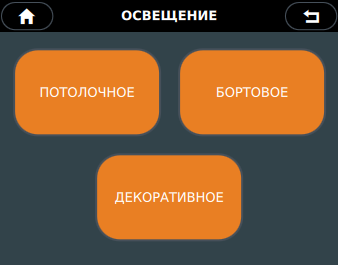 ОСВЕЩЕНИЕ
ПОТОЛОЧНОЕ
БОРТОВОЕ
ДЕКОРАТИВНОЕ